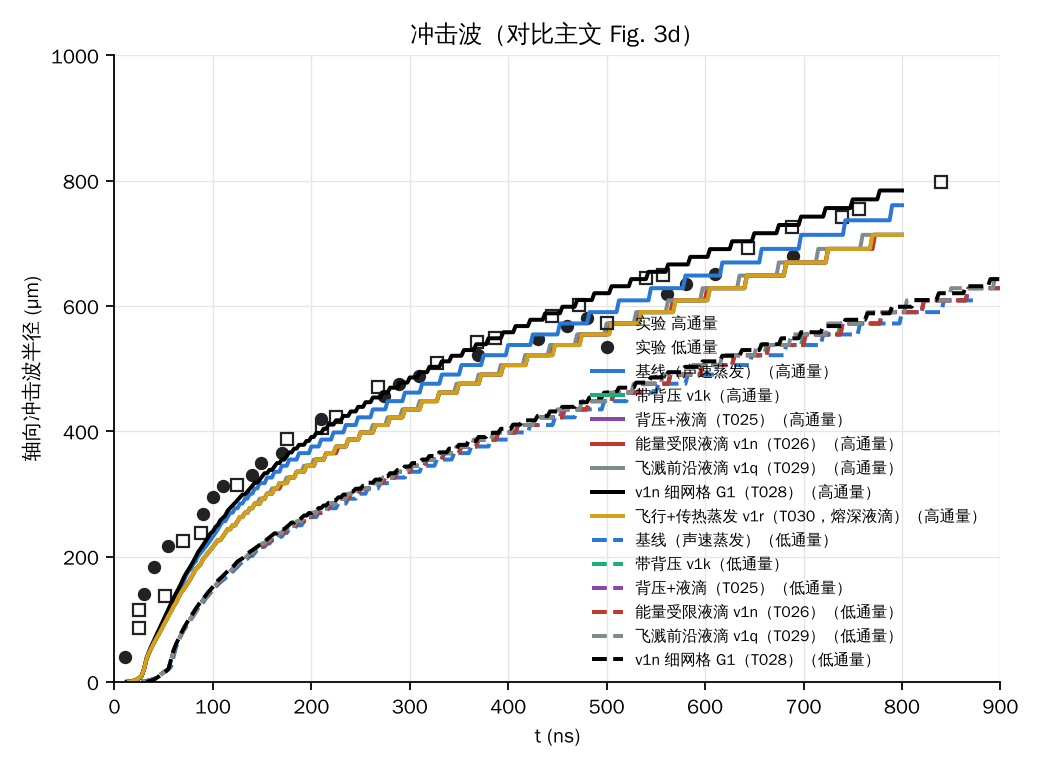 冲击波（对比主文 Fig. 3d）
轴向冲击波半径 (μm)
1000
800
600
400
200
0
0 100 200 300 400 500 600 700 800 900
t (ns)
实验 高通量
实验 低通量
基线（声速蒸发）（高通量）
带背压 v1k（高通量）
背压+液滴（T025）（高通量）
能量受限液滴 v1n（T026）（高通量）
飞溅前沿液滴 v1q（T029）（高通量）
v1n 细网格 G1（T028）（高通量）
飞行+传热蒸发 v1r（T030，熔深液滴）（高通量）
基线（声速蒸发）（低通量）
带背压 v1k（低通量）
背压+液滴（T025）（低通量）
能量受限液滴 v1n（T026）（低通量）
飞溅前沿液滴 v1q（T029）（低通量）
v1n 细网格 G1（T028）（低通量）